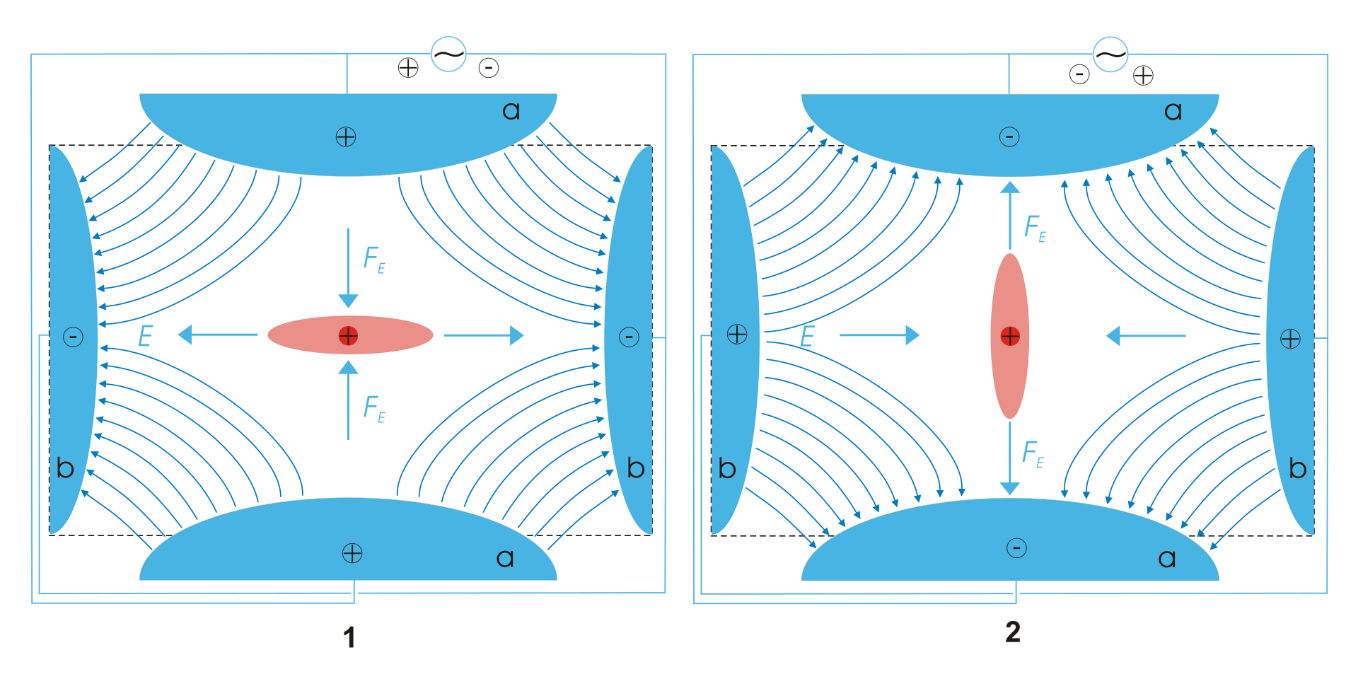 ~ ~
+ - - +
a a
+ -
F_E F_E
E + E +
- - + +
F_E F_E
b b b b
+ -
a a
1 2